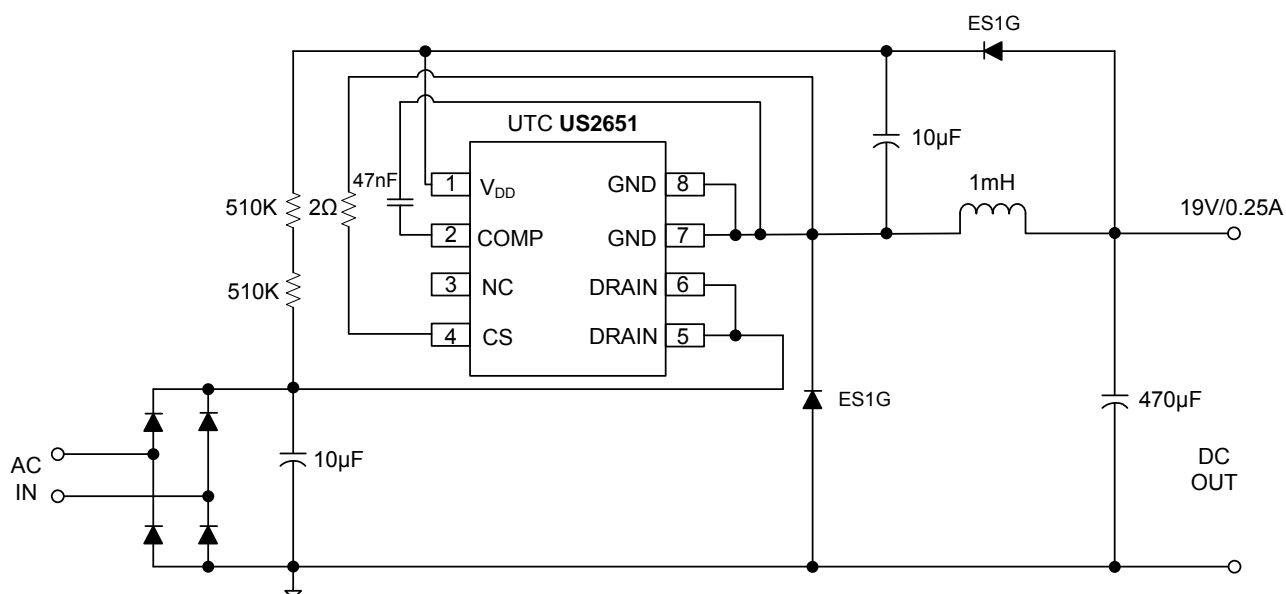 ES1G
UTC US2651
10μF
47nF
1
VDD
GND
8
1mH
510K
2Ω
19V/0.25A
2
COMP
GND
7
510K
3
NC
DRAIN
6
4
CS
DRAIN
5
ES1G
470μF
AC
IN
10μF
DC
OUT